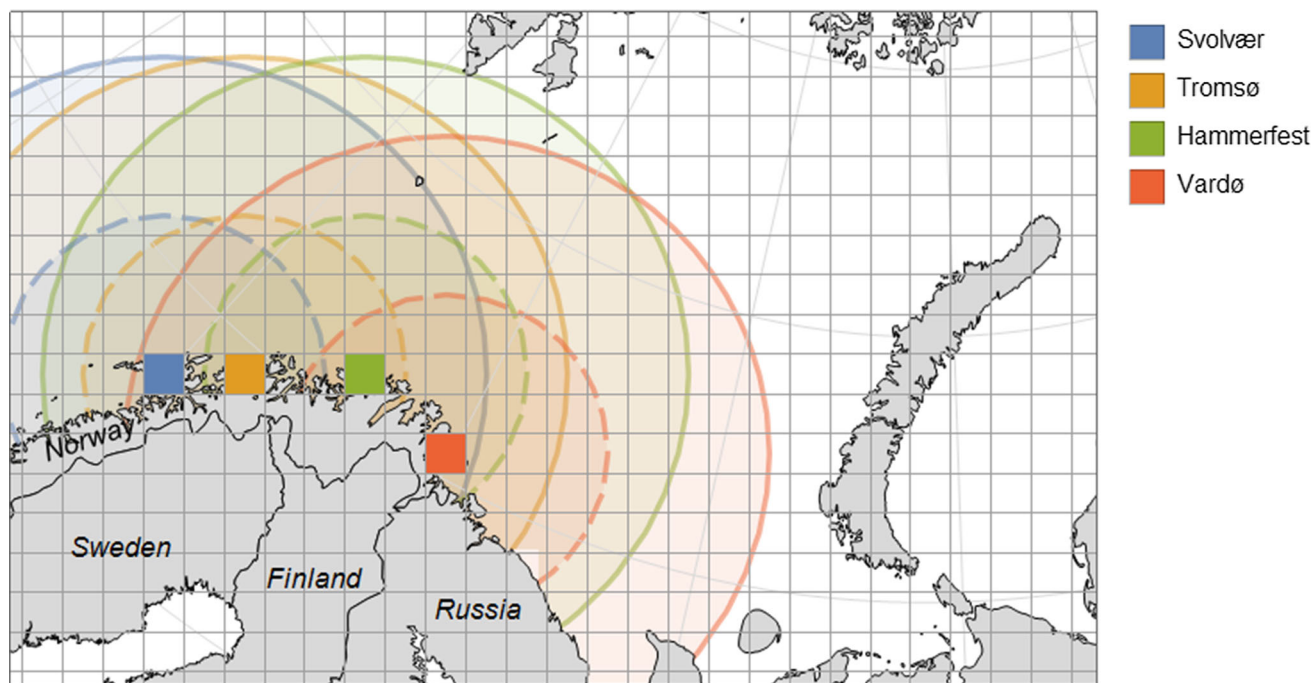 Svolvær
Tromsø
Hammerfest
Vardø
Norway
Sweden
Finland
Russia